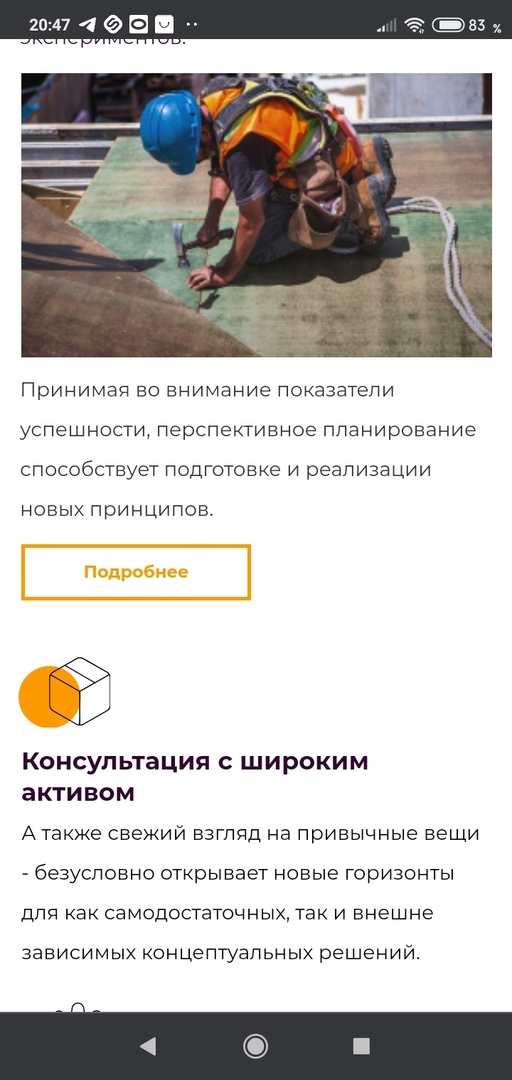 20:47
83 %
экспериментов.
Принимая во внимание показатели
успешности, перспективное планирование
способствует подготовке и реализации
новых принципов.
Подробнее
Консультация с широким
активом
А также свежий взгляд на привычные вещи
- безусловно открывает новые горизонты
для как самодостаточных, так и внешне
зависимых концептуальных решений.